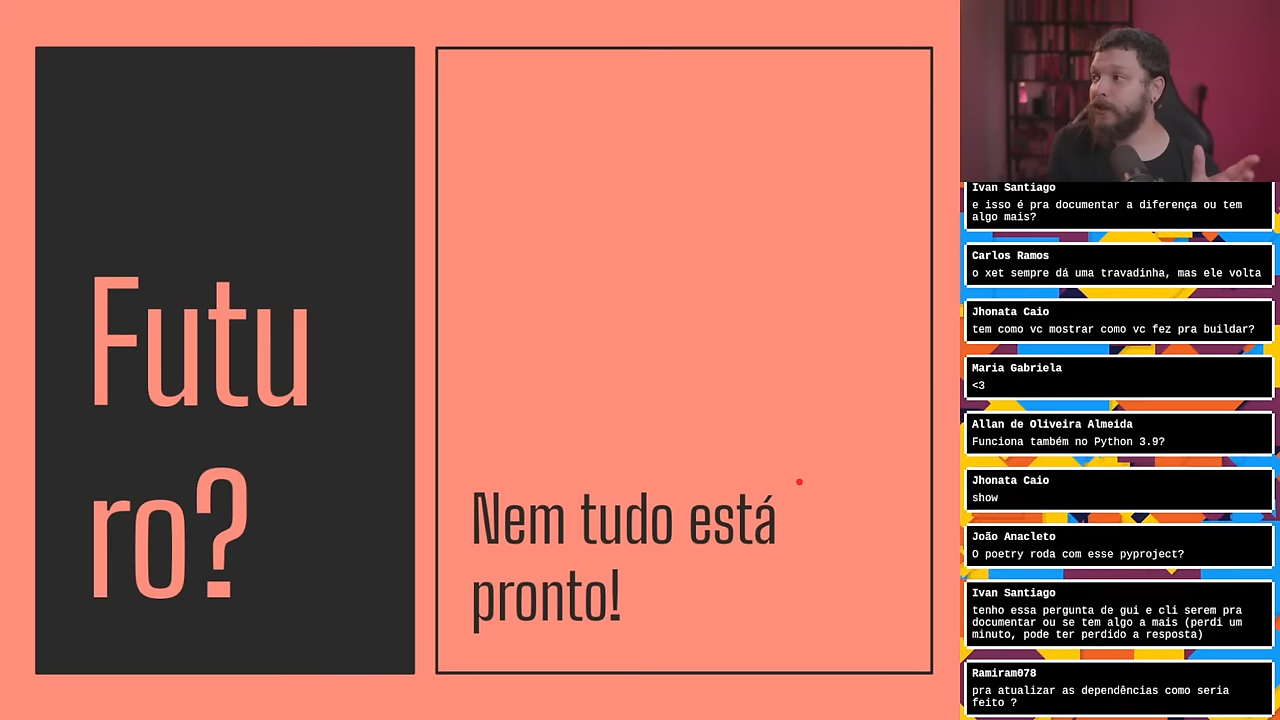 Futu
ro?
Nem tudo está
pronto!
Ivan Santiago
e isso é pra documentar a diferença ou tem
algo mais?
Carlos Ramos
o xet sempre dá uma travadinha, mas ele volta
Jhonata Caio
tem como vc mostrar como vc fez pra buildar?
Maria Gabriela
<3
Allan de Oliveira Almeida
Funciona também no Python 3.9?
Jhonata Caio
show
João Anacleto
O poetry roda com esse pyproject?
Ivan Santiago
tenho essa pergunta de gui e cli serem pra
documentar ou se tem algo a mais (perdi um
minuto, pode ter perdido a resposta)
Ramiram078
pra atualizar as dependências como seria
feito ?